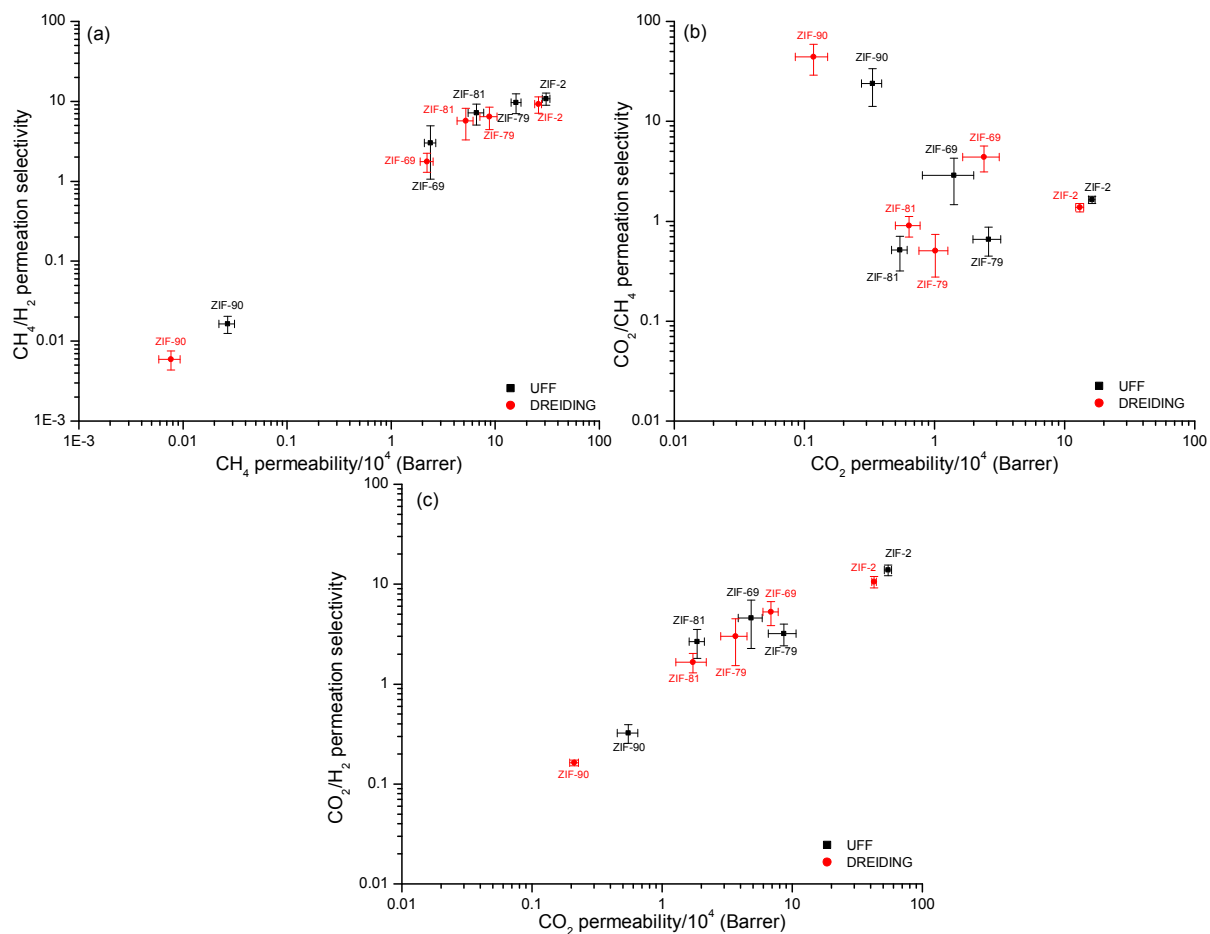 (a)
100
10
1
0.1
0.01
1E-3
CH4/H2 permeation selectivity
ZIF-2
ZIF-81
ZIF-81
ZIF-79
ZIF-2
ZIF-79
ZIF-69
ZIF-69
ZIF-90
ZIF-90
UFF
DREIDING
1E-3 0.01 0.1 1 10 100
CH4 permeability/10^4 (Barrer)
(b)
100
10
1
0.1
0.01
CO2/CH4 permeation selectivity
ZIF-90
ZIF-90
ZIF-69
ZIF-69
ZIF-2
ZIF-2
ZIF-81
ZIF-81
ZIF-79
ZIF-79
UFF
DREIDING
0.01 0.1 1 10 100
CO2 permeability/10^4 (Barrer)
(c)
100
10
1
0.1
0.01
CO2/H2 permeation selectivity
ZIF-2
ZIF-2
ZIF-69
ZIF-69
ZIF-81
ZIF-79
ZIF-81
ZIF-79
ZIF-90
ZIF-90
UFF
DREIDING
0.01 0.1 1 10 100
CO2 permeability/10^4 (Barrer)